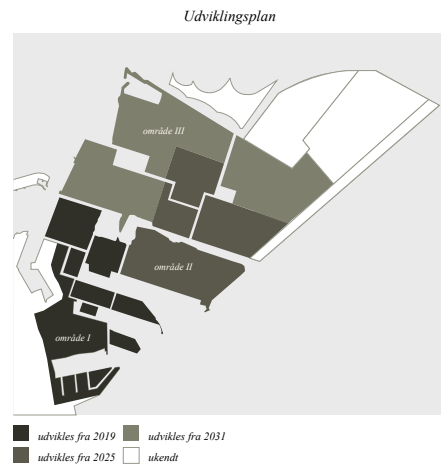 Udviklingsplan
område III
område II
område I
udvikles fra 2019
udvikles fra 2031
udvikles fra 2025
ukendt